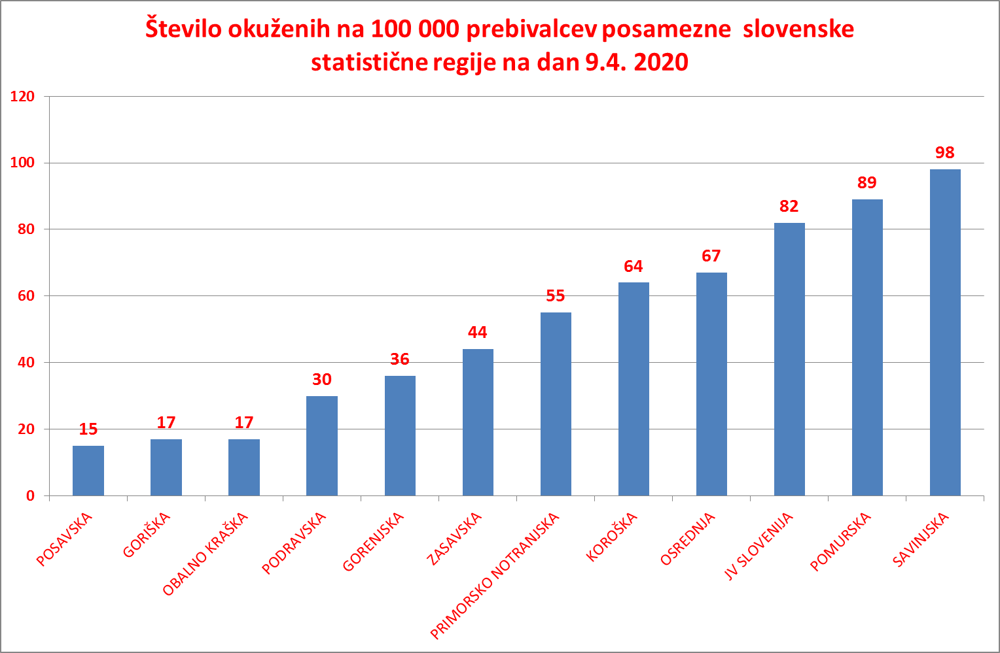 Število okuženih na 100 000 prebivalcev posamezne slovenske
statistične regije na dan 9.4. 2020
120
100
80
60
40
20
0
15
17
17
30
36
44
55
64
67
82
89
98
POSAVSKA
GORIŠKA
OBALNO KRAŠKA
PODRAVSKA
GORENJSKA
ZASAVSKA
PRIMORSKO NOTRANJSKA
KOROŠKA
OSREDNJA
JV SLOVENIJA
POMURSKA
SAVINJSKA